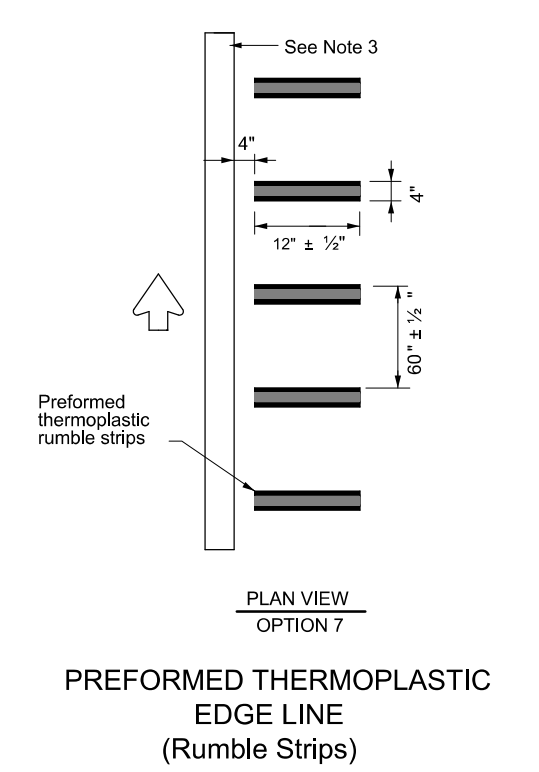 See Note 3
4"
4"
12" ± ½"
60" ± ½ "
Preformed
thermoplastic
rumble strips
PLAN VIEW
OPTION 7
PREFORMED THERMOPLASTIC
EDGE LINE
(Rumble Strips)